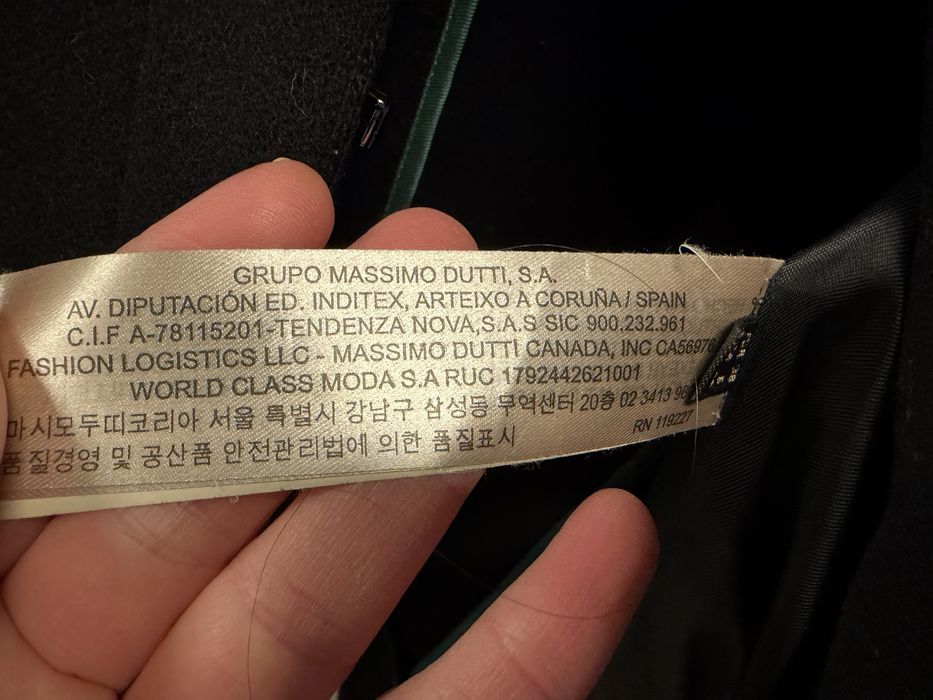 GRUPO MASSIMO DUTTI, S.A.
AV. DIPUTACIÓN ED. INDITEX, ARTEIXO A CORUÑA / SPAIN
C.I.F A-78115201-TENDENZA NOVA,S.A.S SIC 900.232.961
FASHION LOGISTICS LLC - MASSIMO DUTTI CANADA, INC CA56976
WORLD CLASS MODA S.A RUC 1792442621001
마시모두띠코리아 서울 특별시 강남구 삼성동 무역센터 20층 02 3413 98
품질경영 및 공산품 안전관리법에 의한 품질표시
RN 119227